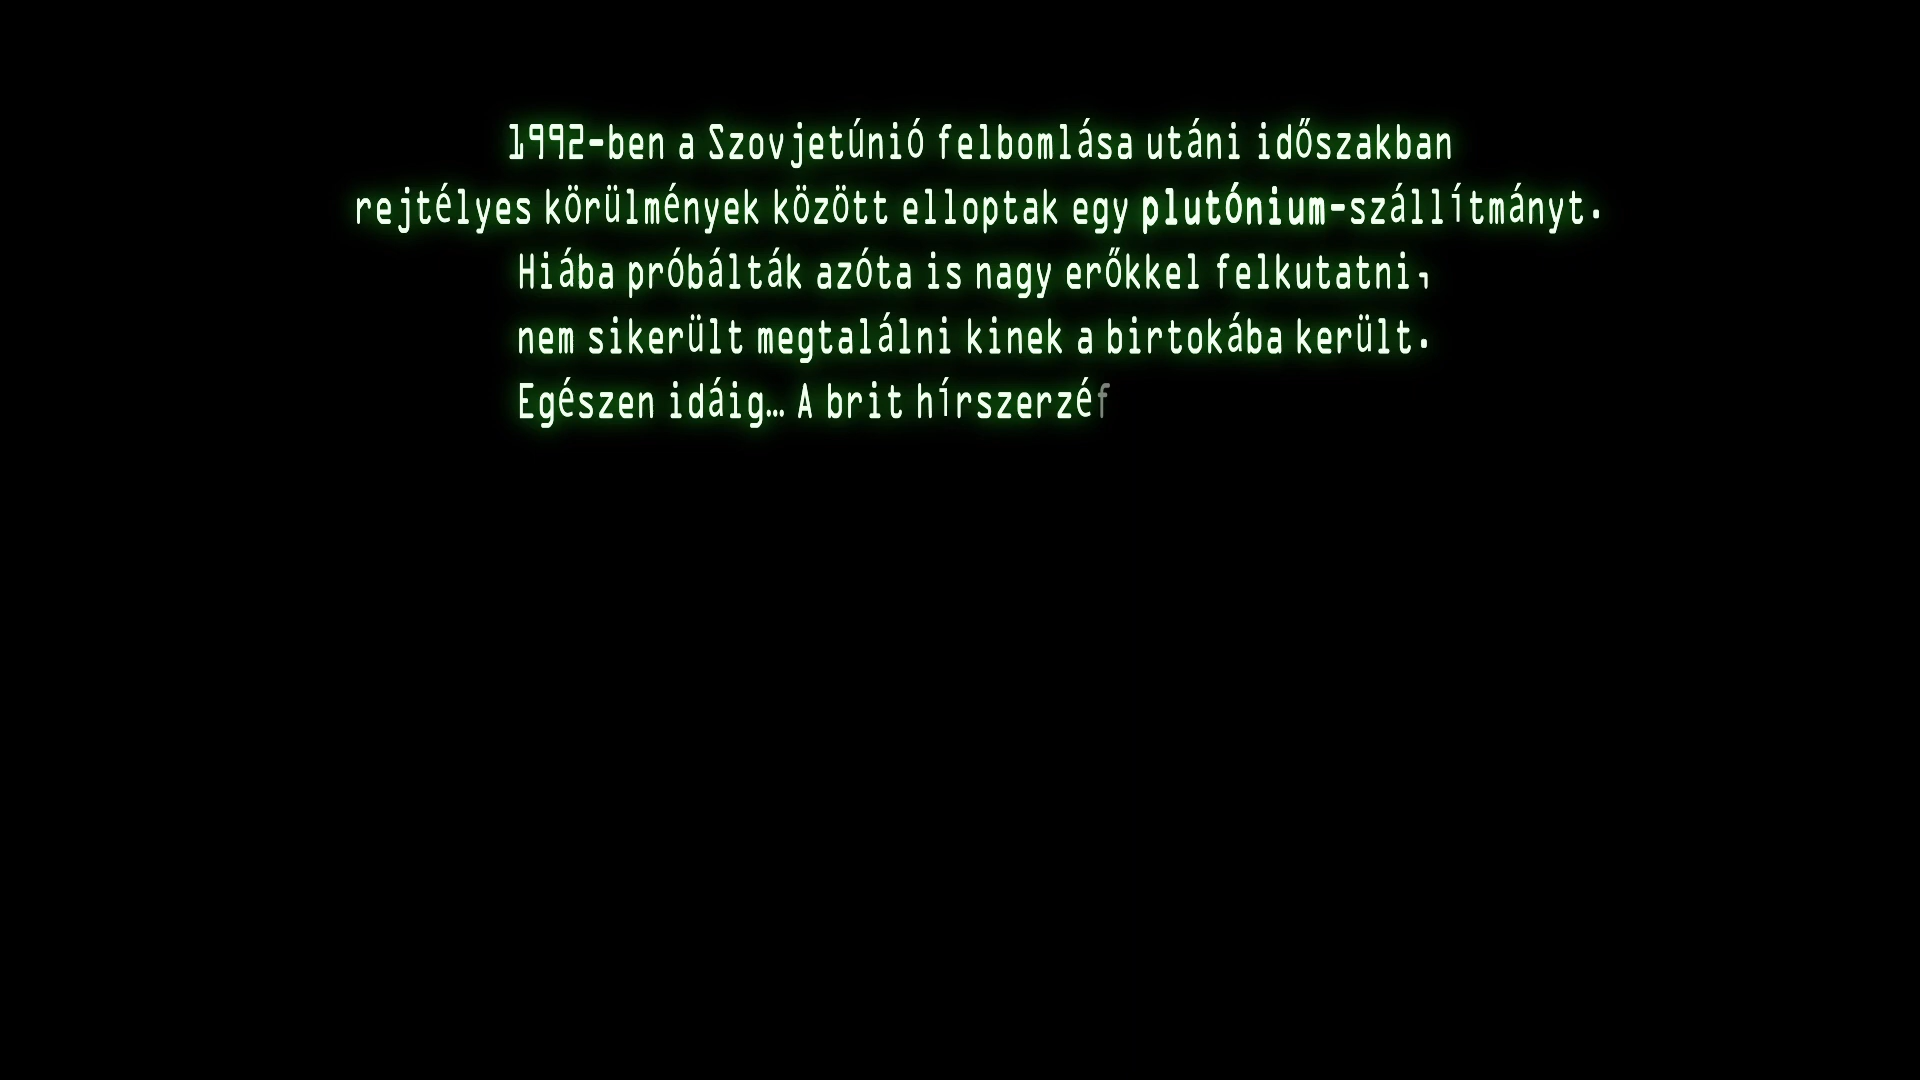 1992-ben a Szovjetúnió felbomlása utáni időszakban
rejtélyes körülmények között elloptak egy plutónium-szállítmányt.
Hiába próbálták azóta is nagy erőkkel felkutatni,
nem sikerült megtalálni kinek a birtokába került.
Egészen idáig… A brit hírszerzéf